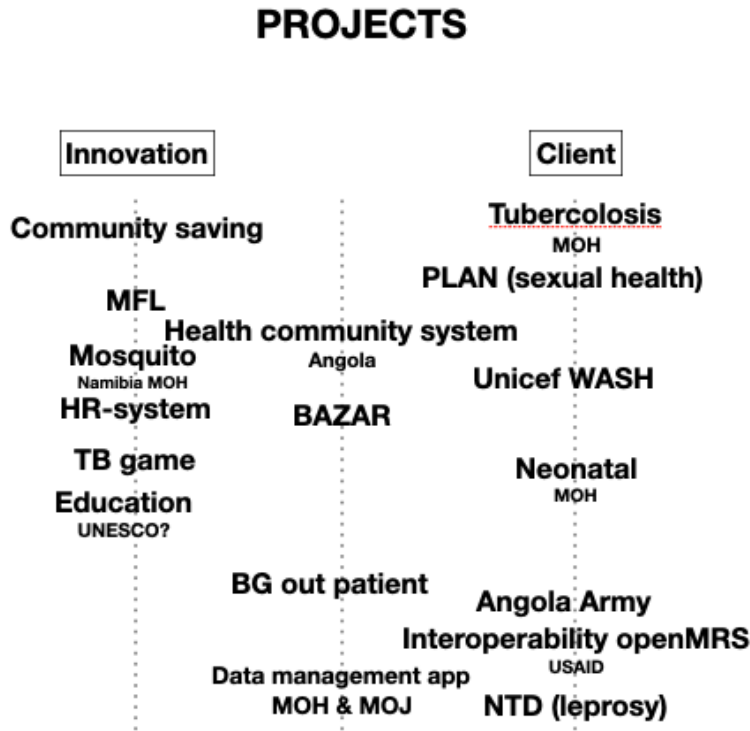 PROJECTS
Innovation
Community saving
MFL
Mosquito
Namibia MOH
HR-system
TB game
Education
UNESCO?
Health community system
Angola
BAZAR
BG out patient
Data management app
MOH & MOJ
Client
Tubercolosis
MOH
PLAN (sexual health)
Unicef WASH
Neonatal
MOH
Angola Army
Interoperability openMRS
USAID
NTD (leprosy)